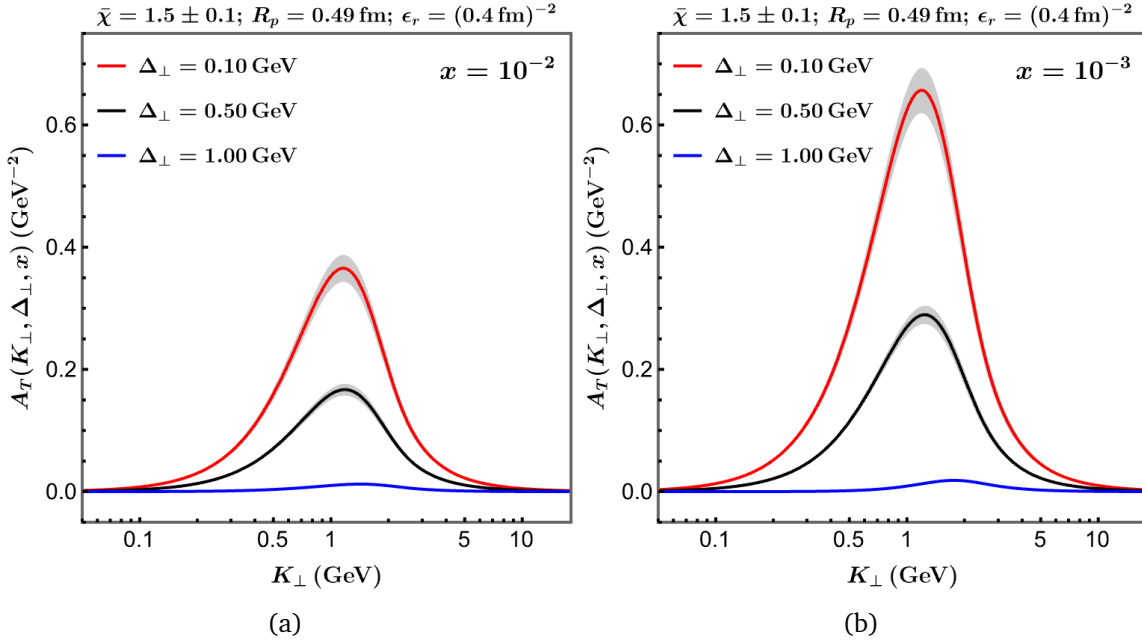 χ̄ = 1.5 ± 0.1; R_p = 0.49 fm; ϵ_r = (0.4 fm)^−2
x = 10^−2
Δ_⊥ = 0.10 GeV
Δ_⊥ = 0.50 GeV
Δ_⊥ = 1.00 GeV
A_T(K_⊥, Δ_⊥, x) (GeV^−2)
0.6
0.4
0.2
0.0
0.1 0.5 1 5 10
K_⊥ (GeV)
(a)
χ̄ = 1.5 ± 0.1; R_p = 0.49 fm; ϵ_r = (0.4 fm)^−2
x = 10^−3
Δ_⊥ = 0.10 GeV
Δ_⊥ = 0.50 GeV
Δ_⊥ = 1.00 GeV
A_T(K_⊥, Δ_⊥, x) (GeV^−2)
0.6
0.4
0.2
0.0
0.1 0.5 1 5 10
K_⊥ (GeV)
(b)